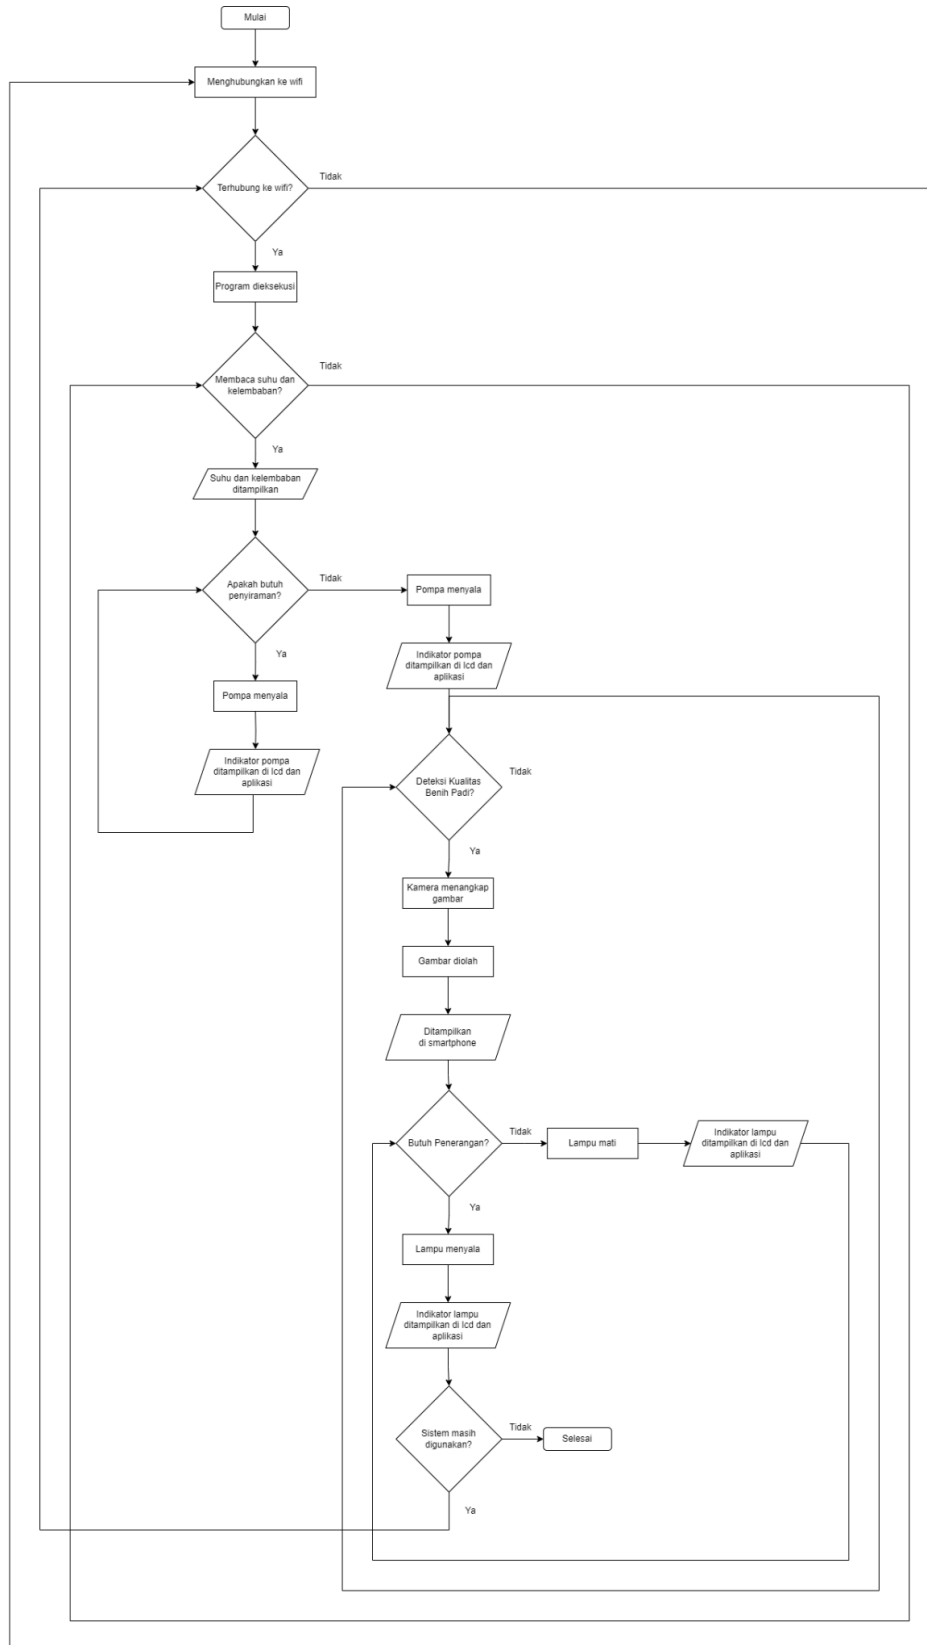 Mulai
Menghubungkan ke wifi
Terhubung ke wifi?
Tidak
Ya
Program dieksekusi
Membaca suhu dan
kelembaban?
Tidak
Ya
Suhu dan kelembaban
ditampilkan
Apakah butuh
penyiraman?
Tidak
Pompa menyala
Indikator pompa
ditampilkan di lcd dan
aplikasi
Ya
Pompa menyala
Indikator pompa
ditampilkan di lcd dan
aplikasi
Deteksi Kualitas
Benih Padi?
Tidak
Ya
Kamera menangkap
gambar
Gambar diolah
Ditampilkan
di smartphone
Butuh Penerangan?
Tidak
Lampu mati
Indikator lampu
ditampilkan di lcd dan
aplikasi
Ya
Lampu menyala
Indikator lampu
ditampilkan di lcd dan
aplikasi
Sistem masih
digunakan?
Tidak
Selesai
Ya